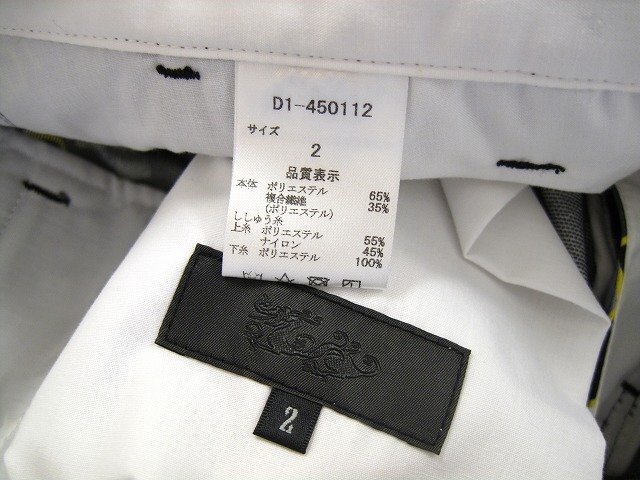 D1-450112
サイズ
2
品質表示
本体 ポリエステル 65%
複合繊維 35%
(ポリエステル)
ししゅう糸
上糸 ポリエステル 55%
ナイロン 45%
下糸 ポリエステル 100%
2